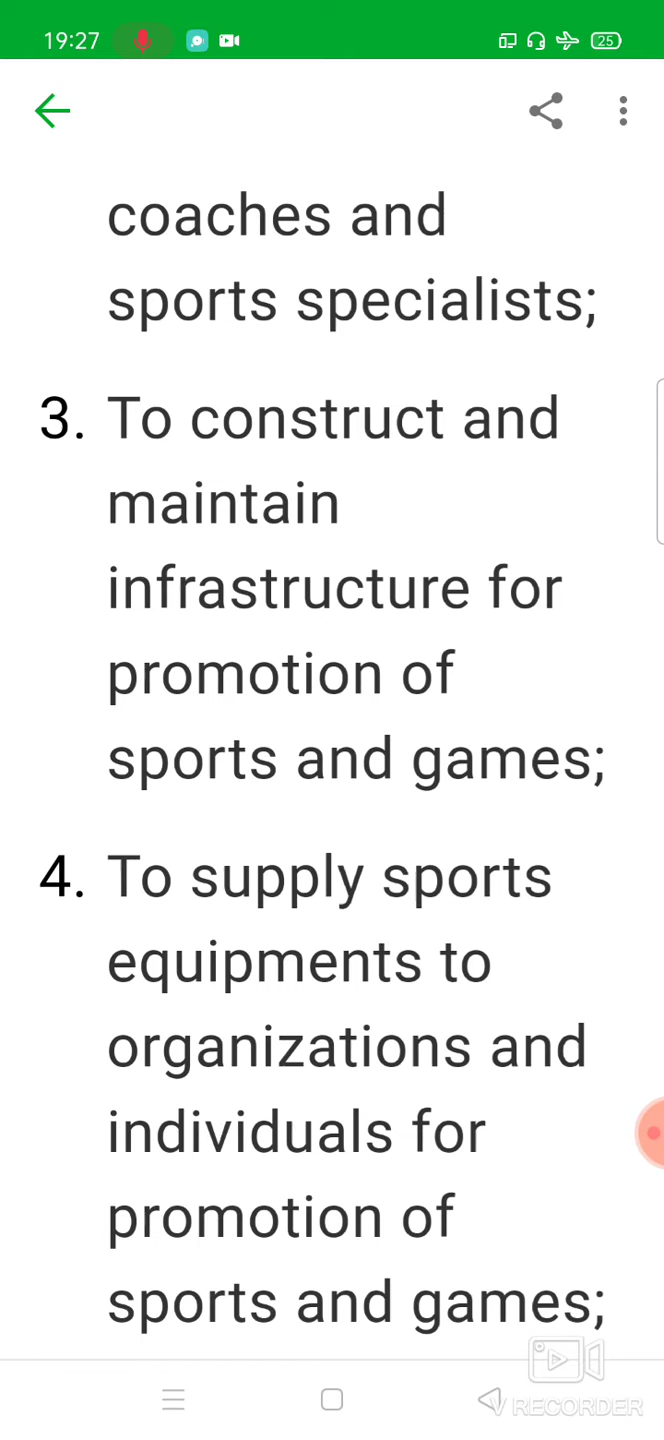 19:27
25
coaches and
sports specialists;
3. To construct and
maintain
infrastructure for
promotion of
sports and games;
4. To supply sports
equipments to
organizations and
individuals for
promotion of
sports and games;
V RECORDER